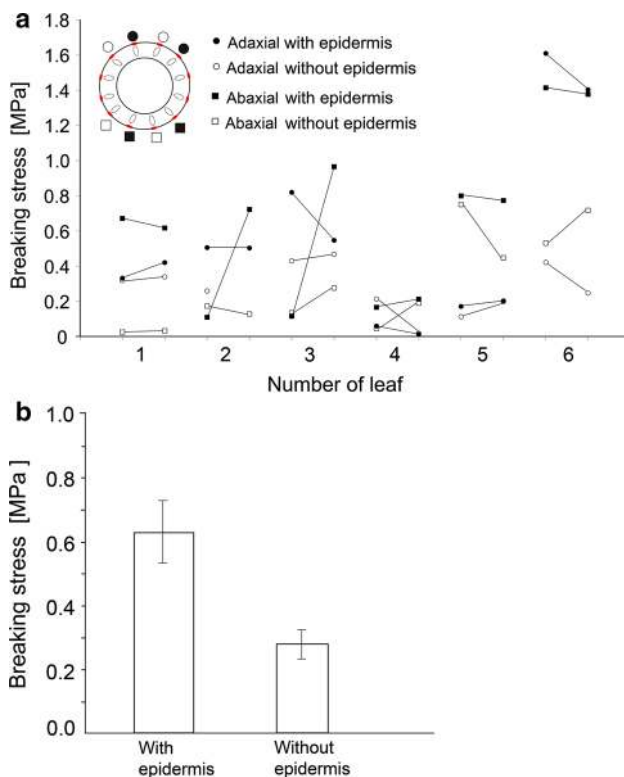 a
1.8
1.6
1.4
1.2
1.0
0.8
0.6
0.4
0.2
0
Breaking stress [MPa]
Adaxial with epidermis
Adaxial without epidermis
Abaxial with epidermis
Abaxial without epidermis
1 2 3 4 5 6
Number of leaf
b
1.0
0.8
0.6
0.4
0.2
0.0
Breaking stress [MPa ]
With
epidermis
Without
epidermis